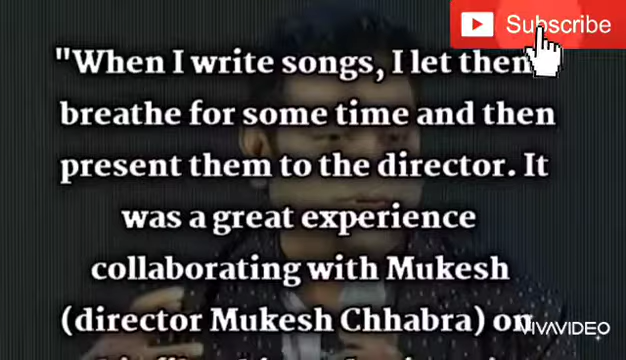 Subscribe
"When I write songs, I let them
breathe for some time and then
present them to the director. It
was a great experience
collaborating with Mukesh
(director Mukesh Chhabra) on
VIVAVIDEO